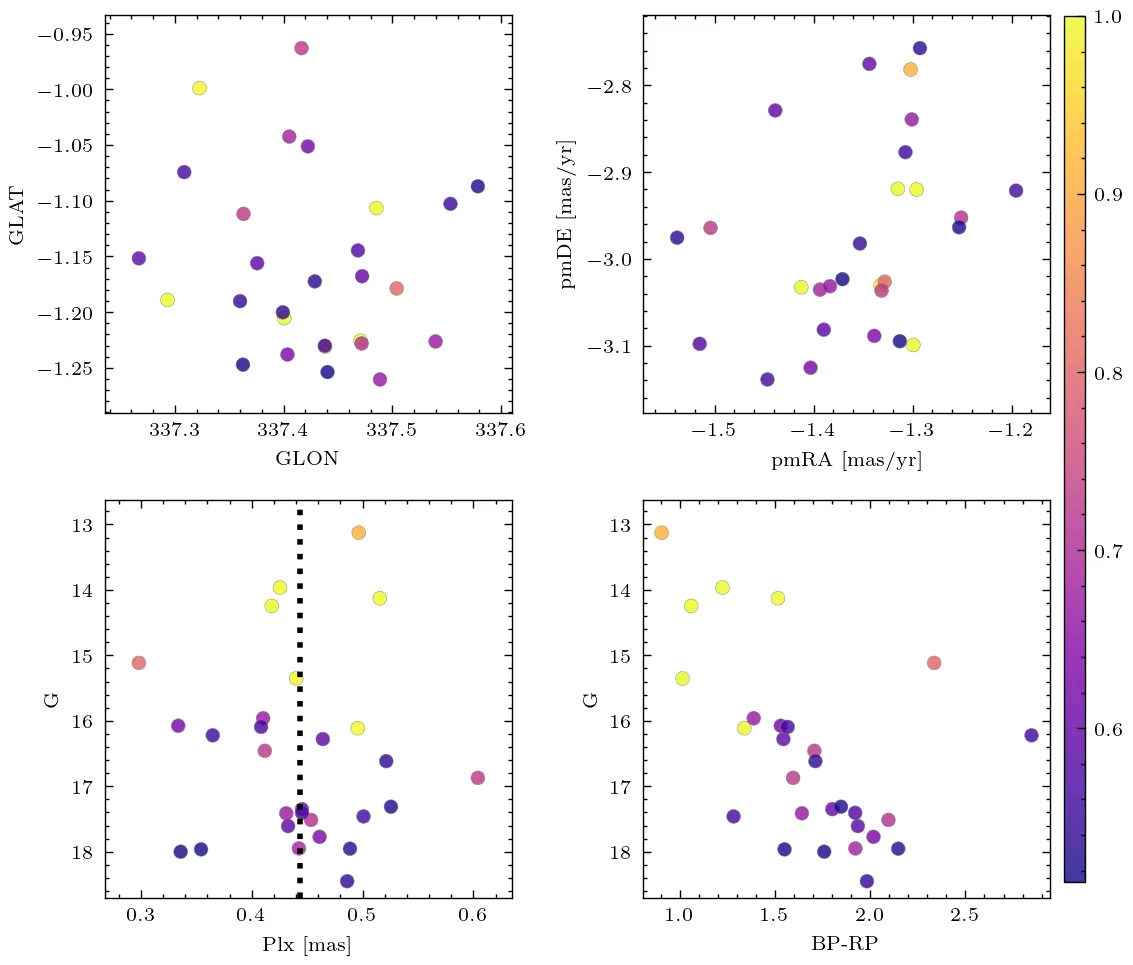 −0.95
−1.00
−1.05
−1.10
−1.15
−1.20
−1.25
GLAT
337.3 337.4 337.5 337.6
GLON
−2.8
−2.9
−3.0
−3.1
pmDE [mas/yr]
−1.5 −1.4 −1.3 −1.2
pmRA [mas/yr]
1.0
0.9
0.8
0.7
0.6
13
14
15
16
17
18
G
0.3 0.4 0.5 0.6
Plx [mas]
13
14
15
16
17
18
G
1.0 1.5 2.0 2.5
BP-RP